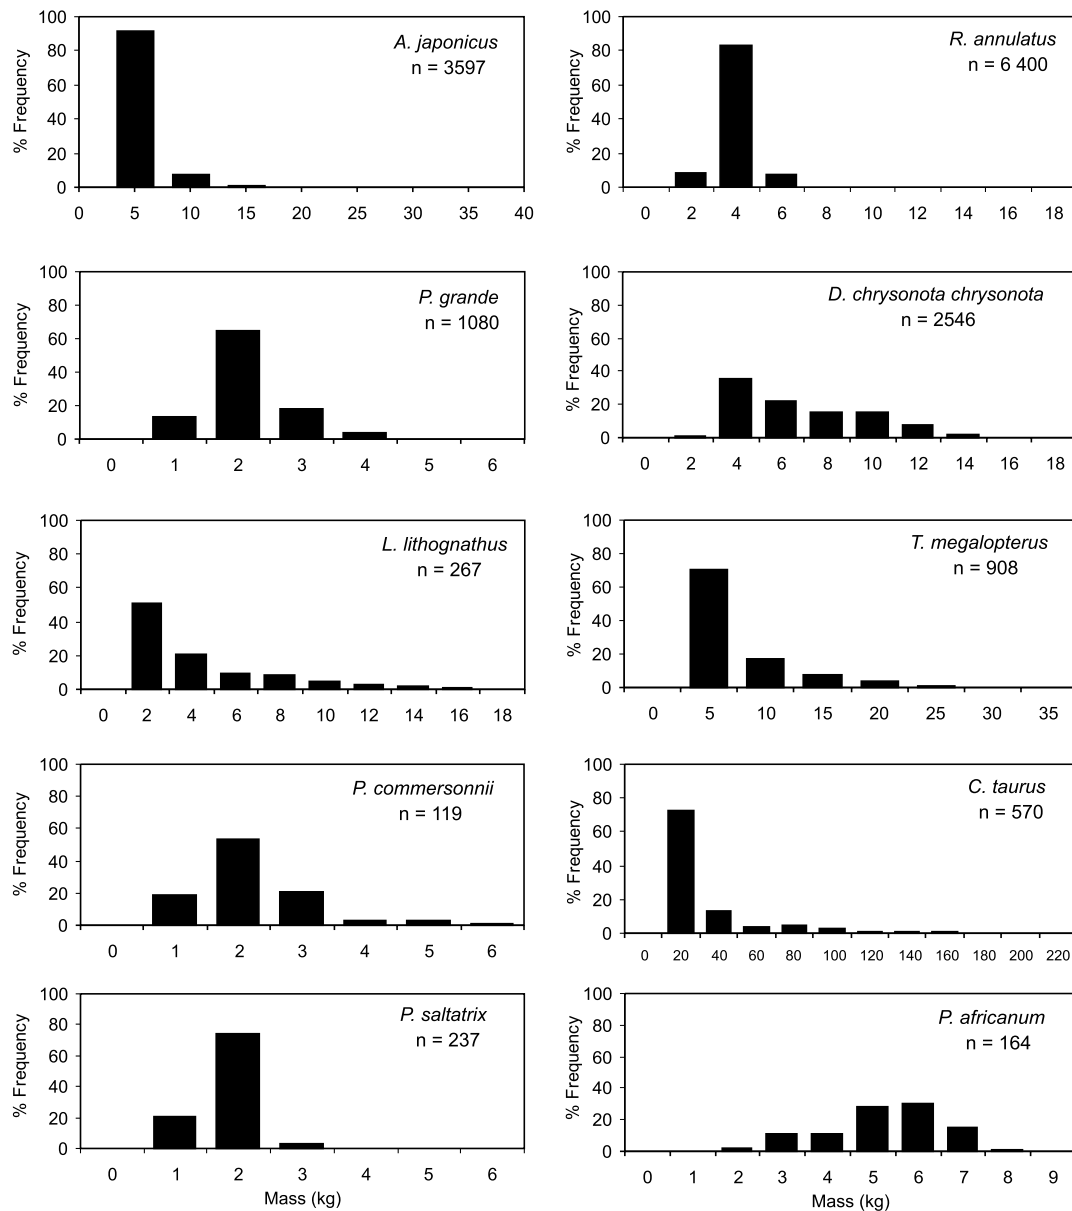 100
80
60
40
20
0
% Frequency
A. japonicus
n = 3597
0 5 10 15 20 25 30 35 40
100
80
60
40
20
0
% Frequency
R. annulatus
n = 6 400
0 2 4 6 8 10 12 14 16 18
100
80
60
40
20
0
% Frequency
P. grande
n = 1080
0 1 2 3 4 5 6
100
80
60
40
20
0
% Frequency
D. chrysonota chrysonota
n = 2546
0 2 4 6 8 10 12 14 16 18
100
80
60
40
20
0
% Frequency
L. lithognathus
n = 267
0 2 4 6 8 10 12 14 16 18
100
80
60
40
20
0
% Frequency
T. megalopterus
n = 908
0 5 10 15 20 25 30 35
100
80
60
40
20
0
% Frequency
P. commersonnii
n = 119
0 1 2 3 4 5 6
100
80
60
40
20
0
% Frequency
C. taurus
n = 570
0 20 40 60 80 100 120 140 160 180 200 220
100
80
60
40
20
0
% Frequency
P. saltatrix
n = 237
0 1 2 3 4 5 6
Mass (kg)
100
80
60
40
20
0
% Frequency
P. africanum
n = 164
0 1 2 3 4 5 6 7 8 9
Mass (kg)